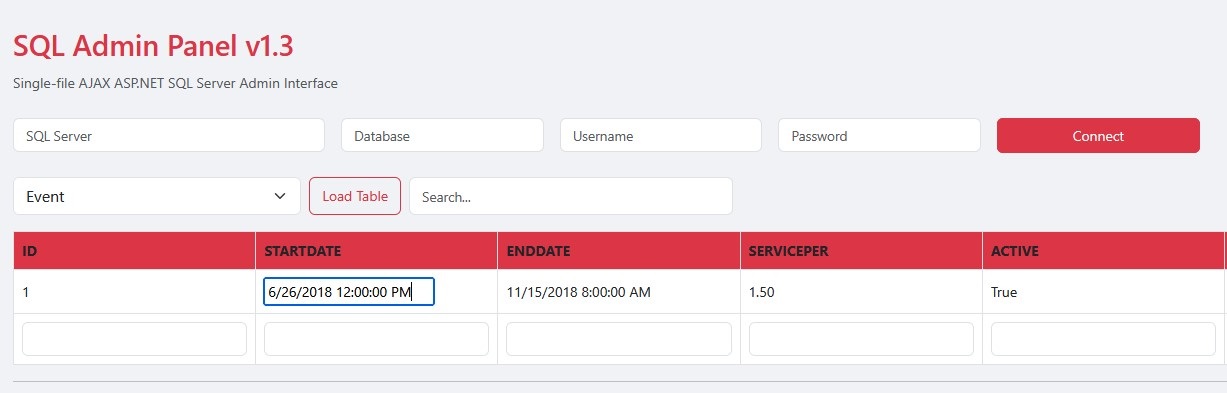 SQL Admin Panel v1.3
Single-file AJAX ASP.NET SQL Server Admin Interface
SQL Server Database Username Password Connect
Event Load Table Search...
ID STARTDATE ENDDATE SERVICEPER ACTIVE
1 6/26/2018 12:00:00 PM 11/15/2018 8:00:00 AM 1.50 True